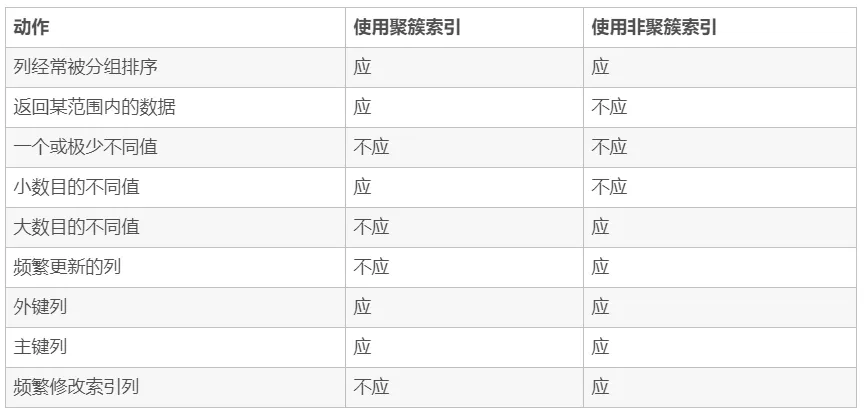 动作 使用聚簇索引 使用非聚簇索引
列经常被分组排序 应 应
返回某范围内的数据 应 不应
一个或极少不同值 不应 不应
小数目的不同值 应 不应
大数目的不同值 不应 应
频繁更新的列 不应 应
外键列 应 应
主键列 应 应
频繁修改索引列 不应 应